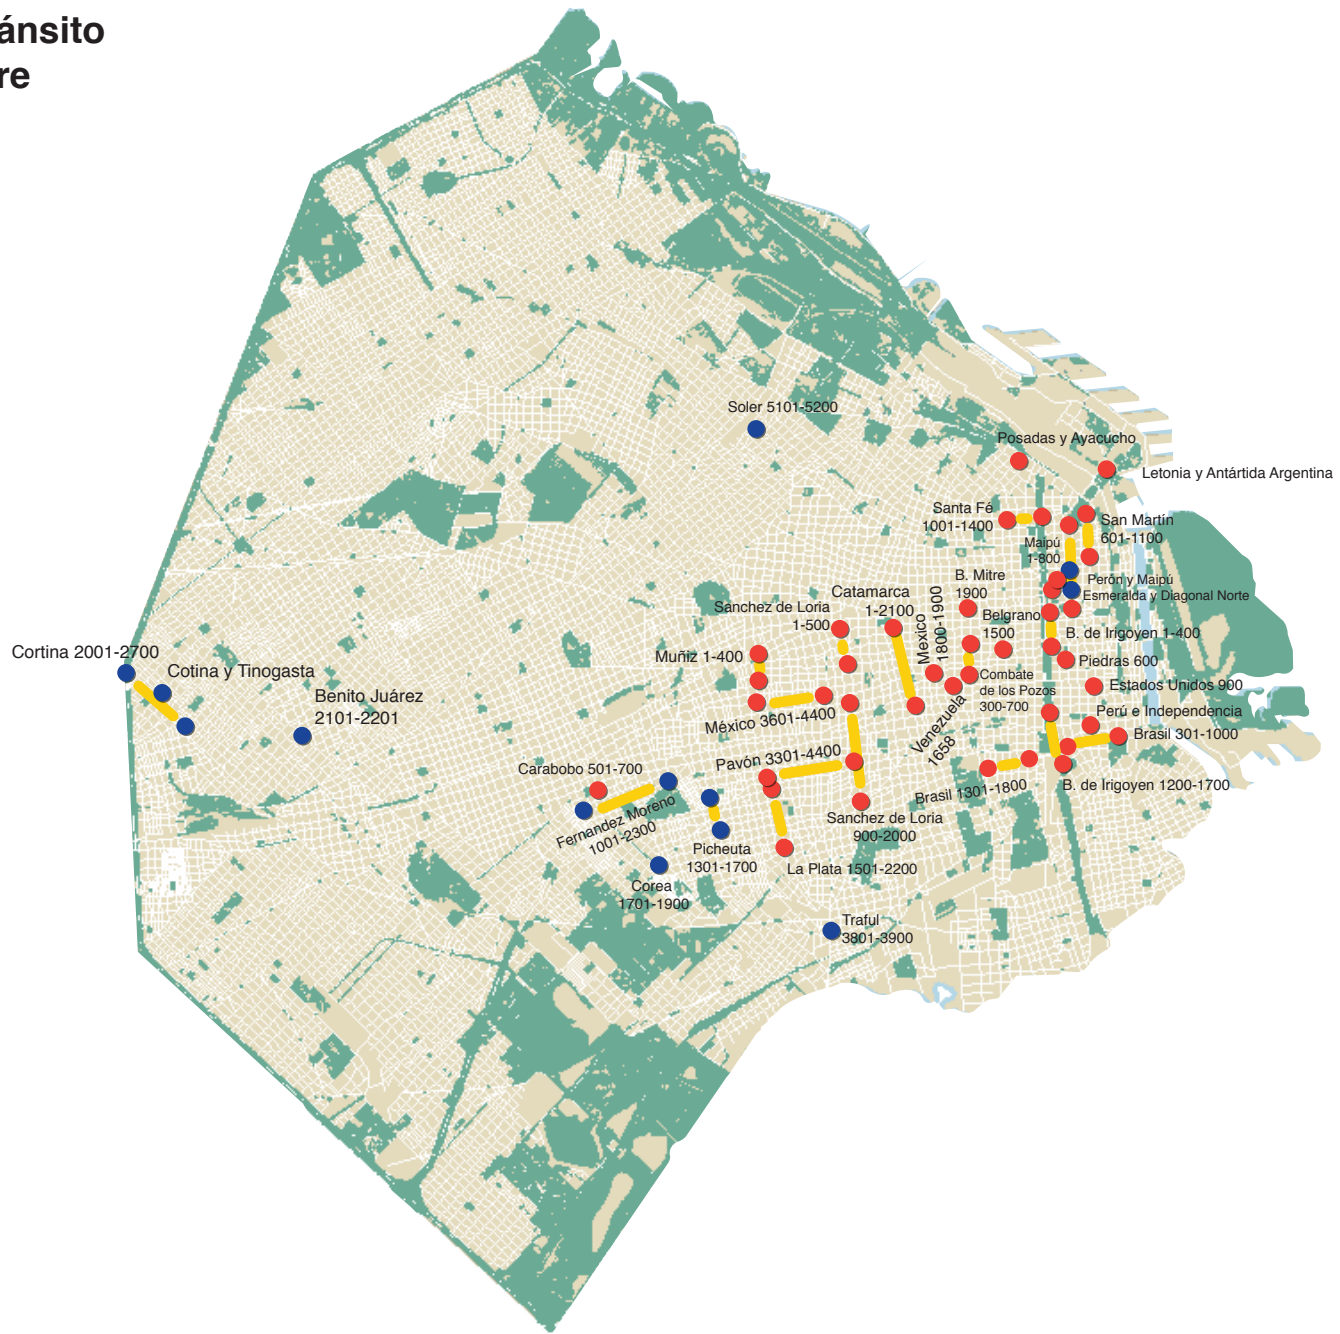 ánsito
re
Soler 5101-5200
Posadas y Ayacucho
Letonia y Antártida Argentina
Santa Fé
1001-1400
San Martín
601-1100
Maipú
1-800
Perón y Maipú
Esmeralda y Diagonal Norte
B. Mitre
1900
Catamarca
1-2100
Mexico
1800-1900
Sanchez de Loria
1-500
Belgrano
1500
B. de Irigoyen 1-400
Muñiz 1-400
Piedras 600
Combate
de los Pozos
300-700
Estados Unidos 900
Cortina 2001-2700
Cotina y Tinogasta
Benito Juárez
2101-2201
México 3601-4400
Venezuela
1658
Perú e Independencia
Brasil 301-1000
Pavón 3301-4400
Carabobo 501-700
Brasil 1301-1800
B. de Irigoyen 1200-1700
Fernandez Moreno
1001-2300
Sanchez de Loria
900-2000
Picheuta
1301-1700
La Plata 1501-2200
Corea
1701-1900
Traful
3801-3900